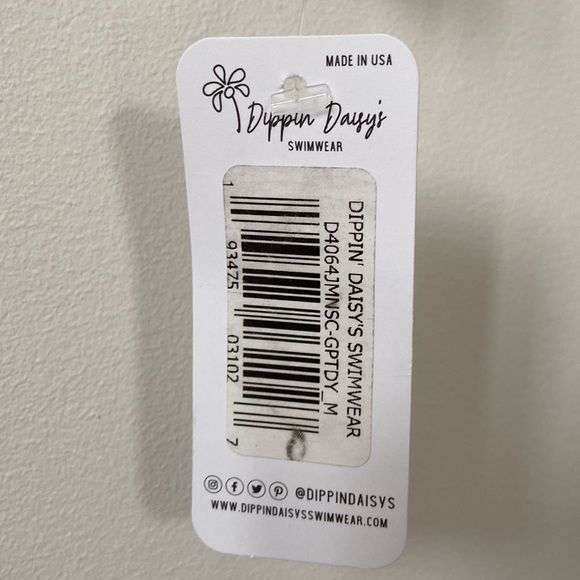 MADE IN USA
Dippin Daisy's
SWIMWEAR
DIPPIN' DAISY'S SWIMWEAR
D4064JMNSC-GPTDY_M
1 93475 03102 7
@DIPPINDAISYS
WWW.DIPPINDAISYSSWIMWEAR.COM